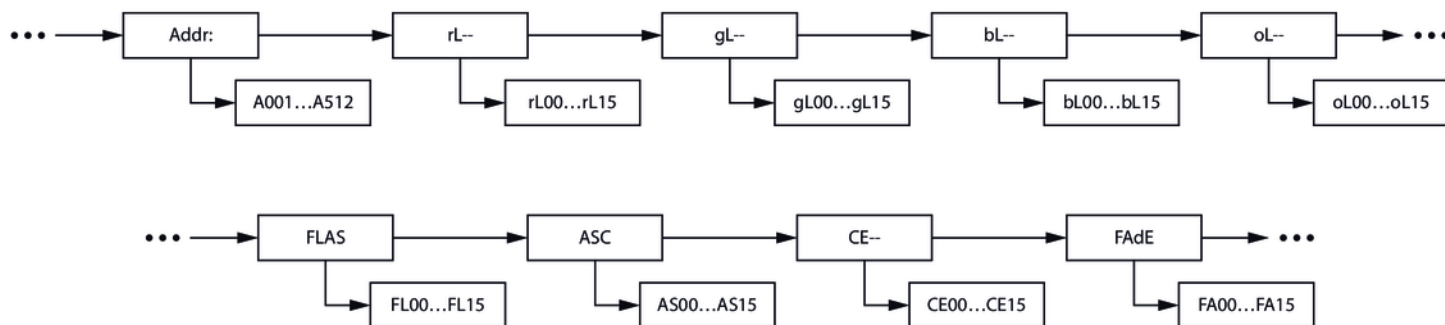 ••• Addr: rL-- gL-- bL-- oL-- •••
A001...A512 rL00...rL15 gL00...gL15 bL00...bL15 oL00...oL15
••• FLAS ASC CE-- FAdE •••
FL00...FL15 AS00...AS15 CE00...CE15 FA00...FA15